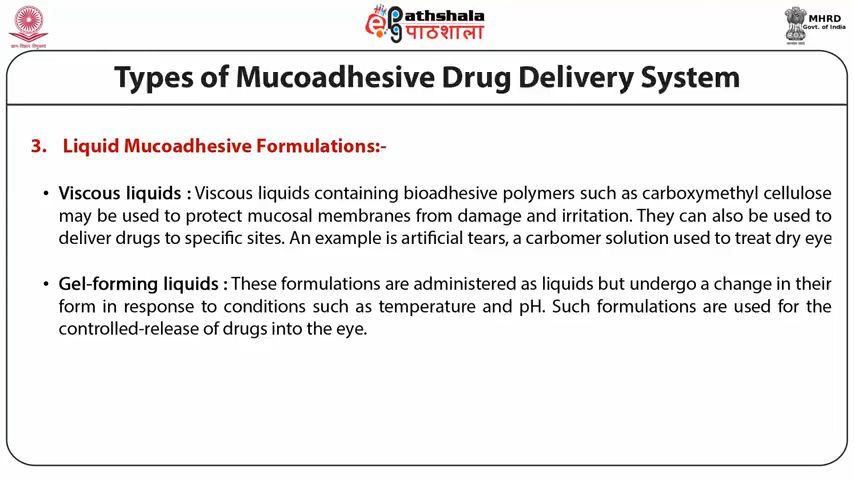 Pathshala
पाठशाला
MHRD
Govt. of India
Types of Mucoadhesive Drug Delivery System
3. Liquid Mucoadhesive Formulations:-
• Viscous liquids : Viscous liquids containing bioadhesive polymers such as carboxymethyl cellulose
may be used to protect mucosal membranes from damage and irritation. They can also be used to
deliver drugs to specific sites. An example is artificial tears, a carbomer solution used to treat dry eye
• Gel-forming liquids : These formulations are administered as liquids but undergo a change in their
form in response to conditions such as temperature and pH. Such formulations are used for the
controlled-release of drugs into the eye.